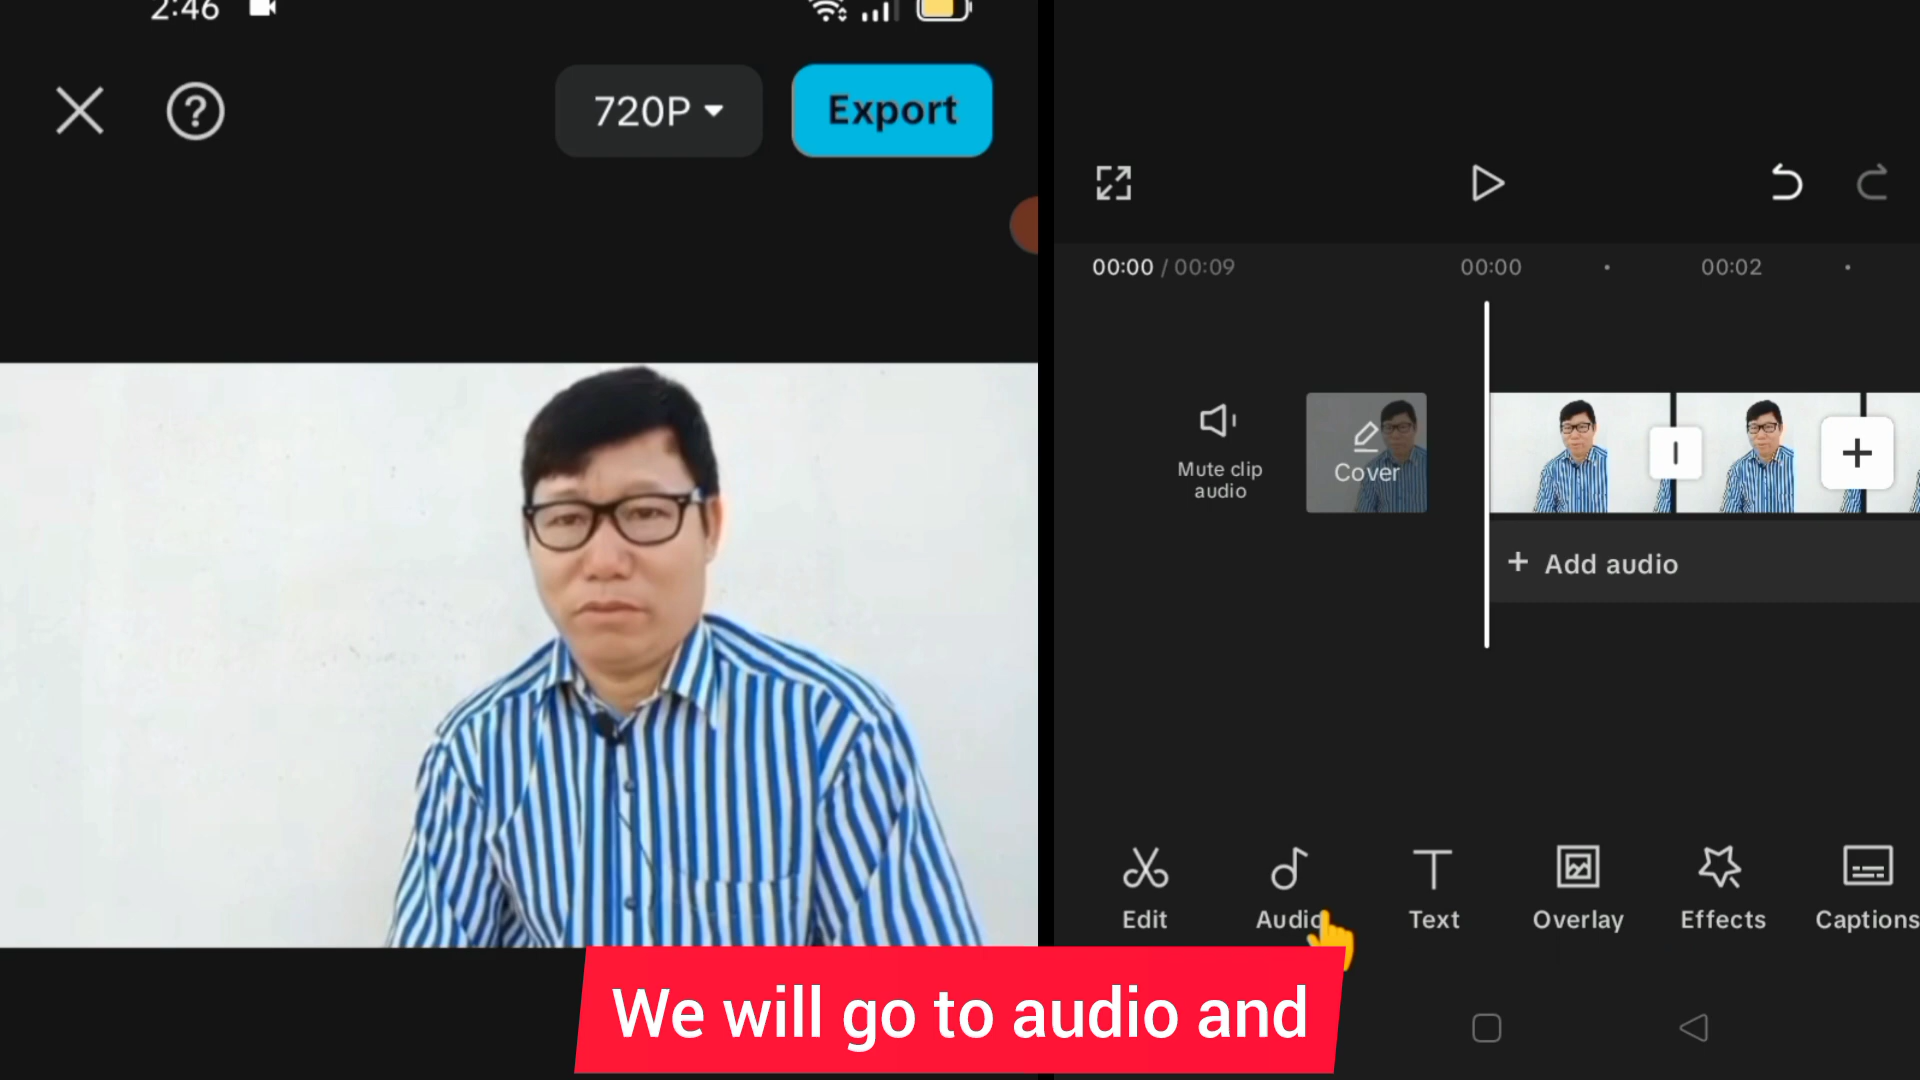 2:46
720P
Export
00:00 / 00:09
00:00
00:02
Mute clip
audio
Cover
+ Add audio
Edit
Audio
Text
Overlay
Effects
Captions
We will go to audio and